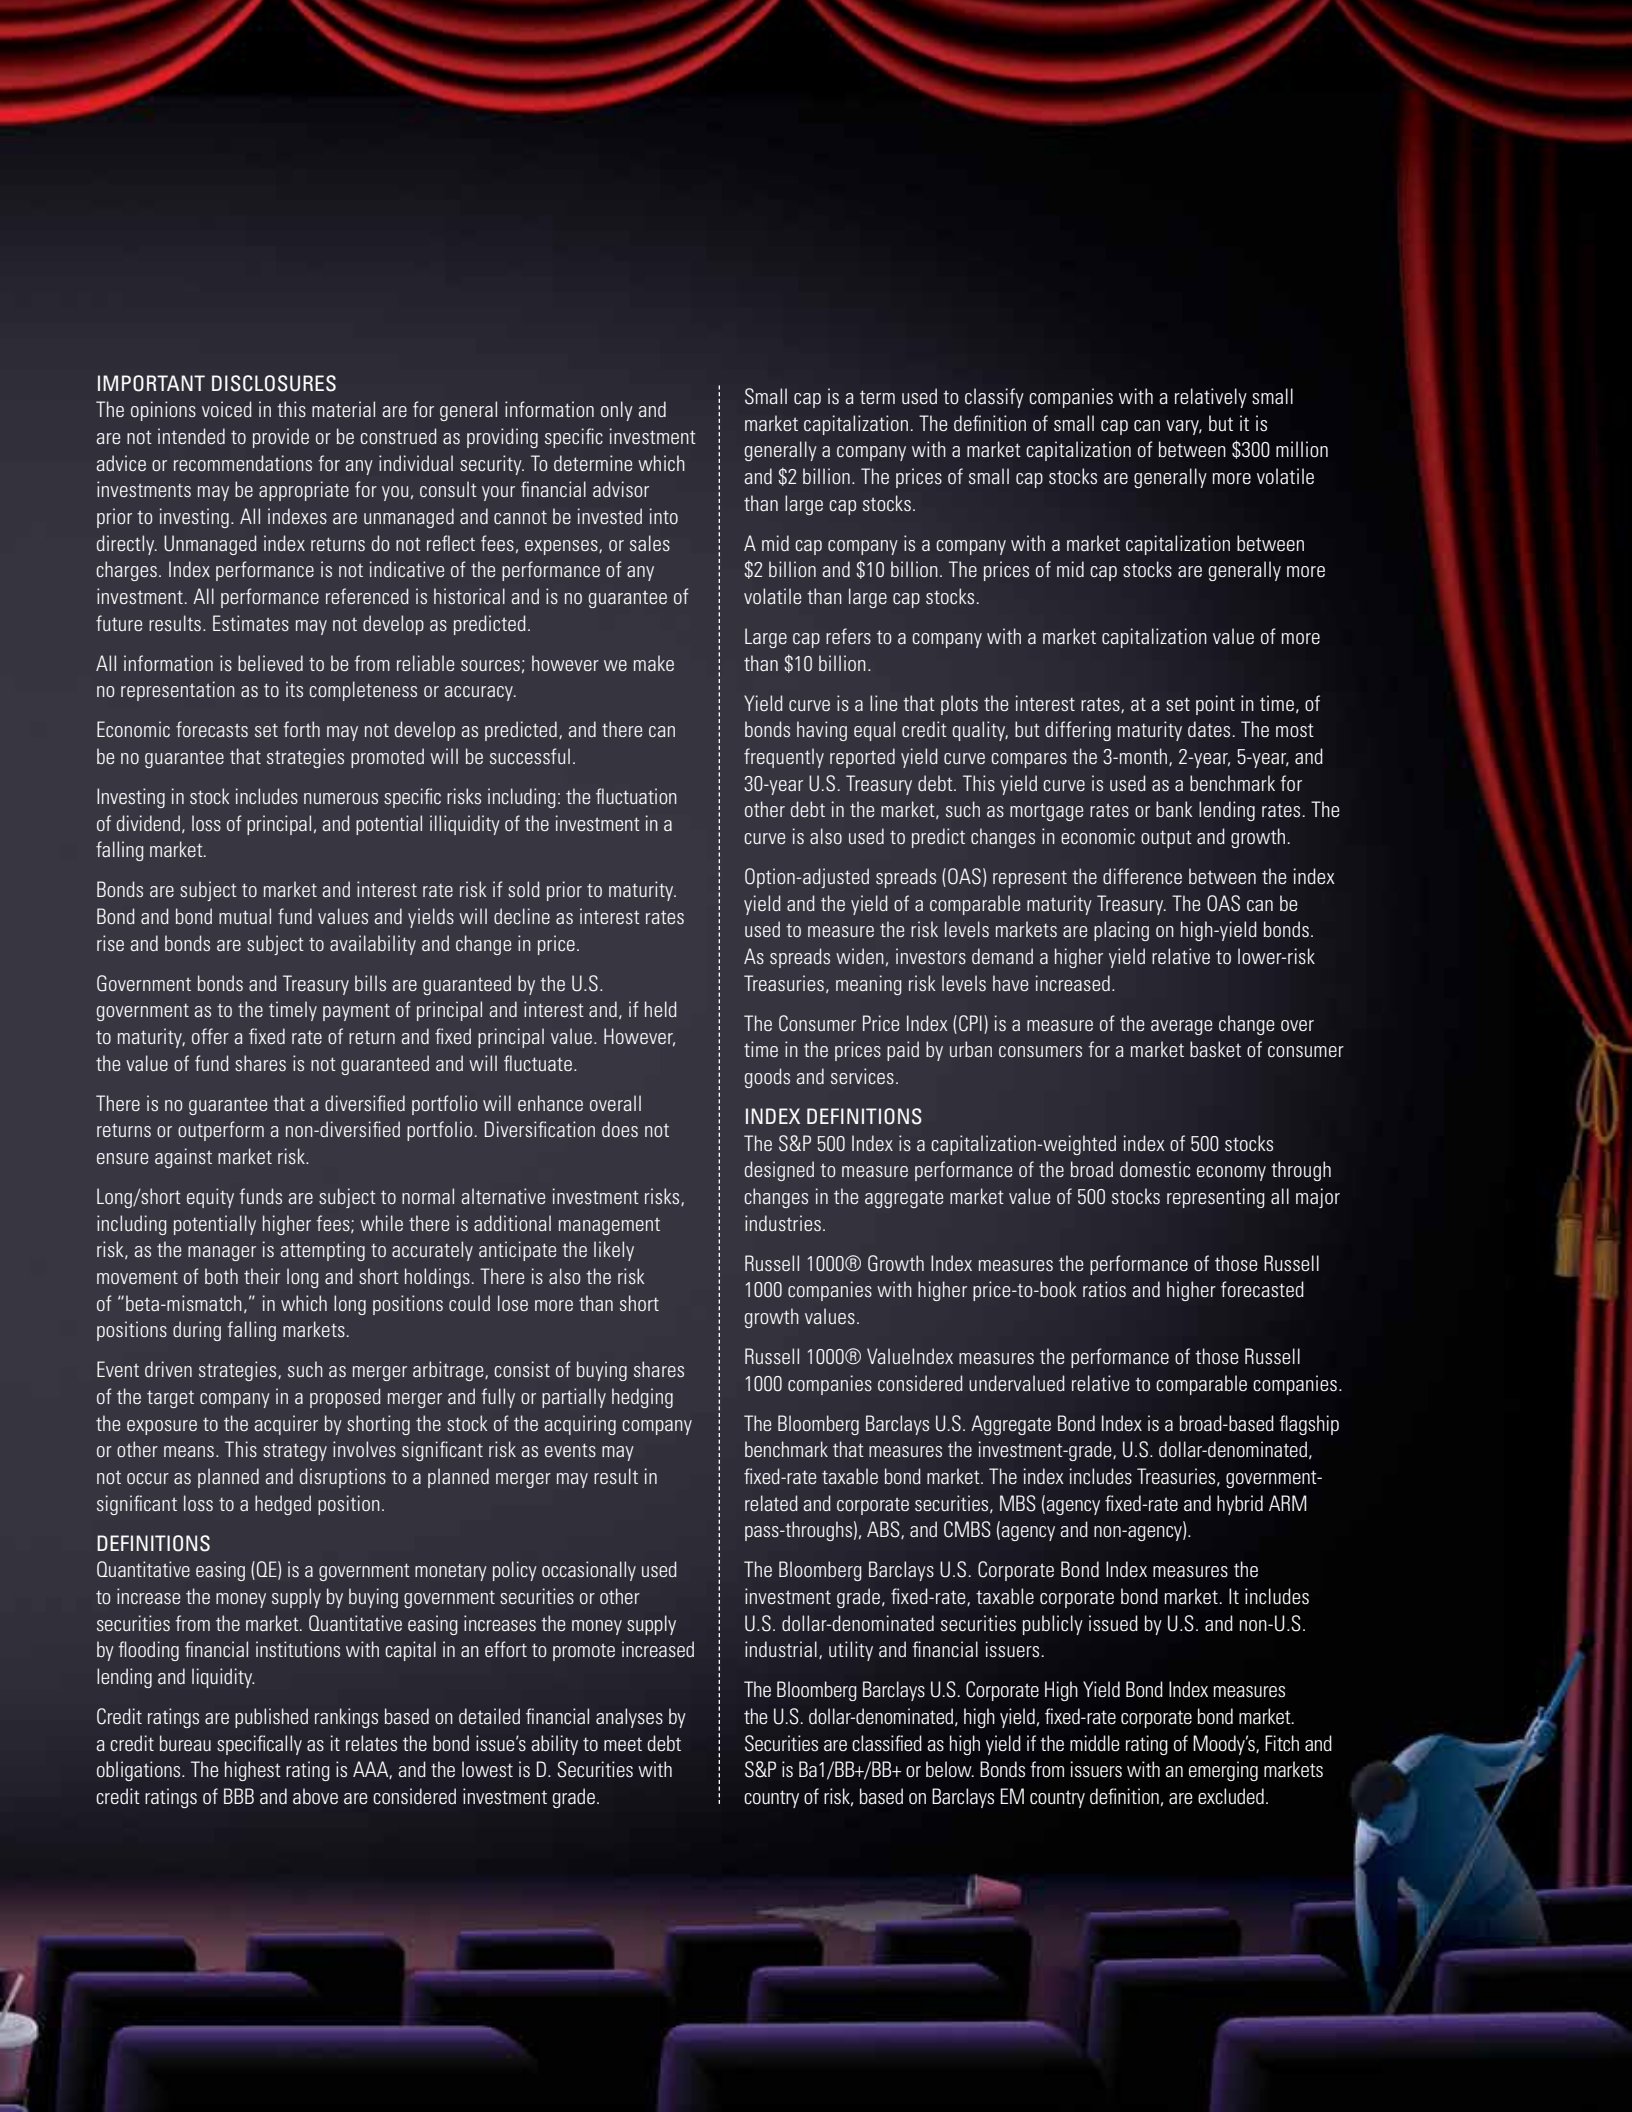 IMPORTANT DISCLOSURES
The opinions voiced in this material are for general information only and
are not intended to provide or be construed as providing specific investment
advice or recommendations for any individual security. To determine which
investments may be appropriate for you, consult your financial advisor
prior to investing. All indexes are unmanaged and cannot be invested into
directly. Unmanaged index returns do not reflect fees, expenses, or sales
charges. Index performance is not indicative of the performance of any
investment. All performance referenced is historical and is no guarantee of
future results. Estimates may not develop as predicted.
All information is believed to be from reliable sources; however we make
no representation as to its completeness or accuracy.
Economic forecasts set forth may not develop as predicted, and there can
be no guarantee that strategies promoted will be successful.
Investing in stock includes numerous specific risks including: the fluctuation
of dividend, loss of principal, and potential illiquidity of the investment in a
falling market.
Bonds are subject to market and interest rate risk if sold prior to maturity.
Bond and bond mutual fund values and yields will decline as interest rates
rise and bonds are subject to availability and change in price.
Government bonds and Treasury bills are guaranteed by the U.S.
government as to the timely payment of principal and interest and, if held
to maturity, offer a fixed rate of return and fixed principal value. However,
the value of fund shares is not guaranteed and will fluctuate.
There is no guarantee that a diversified portfolio will enhance overall
returns or outperform a non-diversified portfolio. Diversification does not
ensure against market risk.
Long/short equity funds are subject to normal alternative investment risks,
including potentially higher fees; while there is additional management
risk, as the manager is attempting to accurately anticipate the likely
movement of both their long and short holdings. There is also the risk
of “beta-mismatch,” in which long positions could lose more than short
positions during falling markets.
Event driven strategies, such as merger arbitrage, consist of buying shares
of the target company in a proposed merger and fully or partially hedging
the exposure to the acquirer by shorting the stock of the acquiring company
or other means. This strategy involves significant risk as events may
not occur as planned and disruptions to a planned merger may result in
significant loss to a hedged position.
DEFINITIONS
Quantitative easing (QE) is a government monetary policy occasionally used
to increase the money supply by buying government securities or other
securities from the market. Quantitative easing increases the money supply
by flooding financial institutions with capital in an effort to promote increased
lending and liquidity.
Credit ratings are published rankings based on detailed financial analyses by
a credit bureau specifically as it relates the bond issue’s ability to meet debt
obligations. The highest rating is AAA, and the lowest is D. Securities with
credit ratings of BBB and above are considered investment grade.
Small cap is a term used to classify companies with a relatively small
market capitalization. The definition of small cap can vary, but it is
generally a company with a market capitalization of between $300 million
and $2 billion. The prices of small cap stocks are generally more volatile
than large cap stocks.
A mid cap company is a company with a market capitalization between
$2 billion and $10 billion. The prices of mid cap stocks are generally more
volatile than large cap stocks.
Large cap refers to a company with a market capitalization value of more
than $10 billion.
Yield curve is a line that plots the interest rates, at a set point in time, of
bonds having equal credit quality, but differing maturity dates. The most
frequently reported yield curve compares the 3-month, 2-year, 5-year, and
30-year U.S. Treasury debt. This yield curve is used as a benchmark for
other debt in the market, such as mortgage rates or bank lending rates. The
curve is also used to predict changes in economic output and growth.
Option-adjusted spreads (OAS) represent the difference between the index
yield and the yield of a comparable maturity Treasury. The OAS can be
used to measure the risk levels markets are placing on high-yield bonds.
As spreads widen, investors demand a higher yield relative to lower-risk
Treasuries, meaning risk levels have increased.
The Consumer Price Index (CPI) is a measure of the average change over
time in the prices paid by urban consumers for a market basket of consumer
goods and services.
INDEX DEFINITIONS
The S&P 500 Index is a capitalization-weighted index of 500 stocks
designed to measure performance of the broad domestic economy through
changes in the aggregate market value of 500 stocks representing all major
industries.
Russell 1000® Growth Index measures the performance of those Russell
1000 companies with higher price-to-book ratios and higher forecasted
growth values.
Russell 1000® ValueIndex measures the performance of those Russell
1000 companies considered undervalued relative to comparable companies.
The Bloomberg Barclays U.S. Aggregate Bond Index is a broad-based flagship
benchmark that measures the investment-grade, U.S. dollar-denominated,
fixed-rate taxable bond market. The index includes Treasuries, government-
related and corporate securities, MBS (agency fixed-rate and hybrid ARM
pass-throughs), ABS, and CMBS (agency and non-agency).
The Bloomberg Barclays U.S. Corporate Bond Index measures the
investment grade, fixed-rate, taxable corporate bond market. It includes
U.S. dollar-denominated securities publicly issued by U.S. and non-U.S.
industrial, utility and financial issuers.
The Bloomberg Barclays U.S. Corporate High Yield Bond Index measures
the U.S. dollar-denominated, high yield, fixed-rate corporate bond market.
Securities are classified as high yield if the middle rating of Moody’s, Fitch and
S&P is Ba1/BB+/BB+ or below. Bonds from issuers with an emerging markets
country of risk, based on Barclays EM country definition, are excluded.